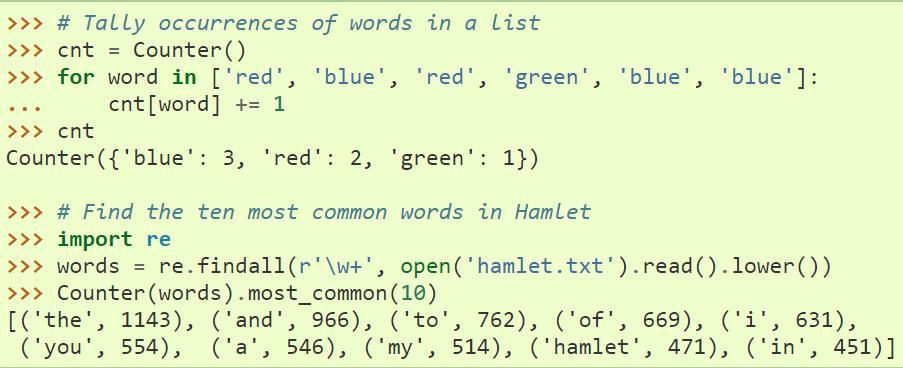 >>> # Tally occurrences of words in a list
>>> cnt = Counter()
>>> for word in ['red', 'blue', 'red', 'green', 'blue', 'blue']:
...     cnt[word] += 1
>>> cnt
Counter({'blue': 3, 'red': 2, 'green': 1})
>>> # Find the ten most common words in Hamlet
>>> import re
>>> words = re.findall(r'\w+', open('hamlet.txt').read().lower())
>>> Counter(words).most_common(10)
[('the', 1143), ('and', 966), ('to', 762), ('of', 669), ('i', 631),
 ('you', 554),  ('a', 546), ('my', 514), ('hamlet', 471), ('in', 451)]